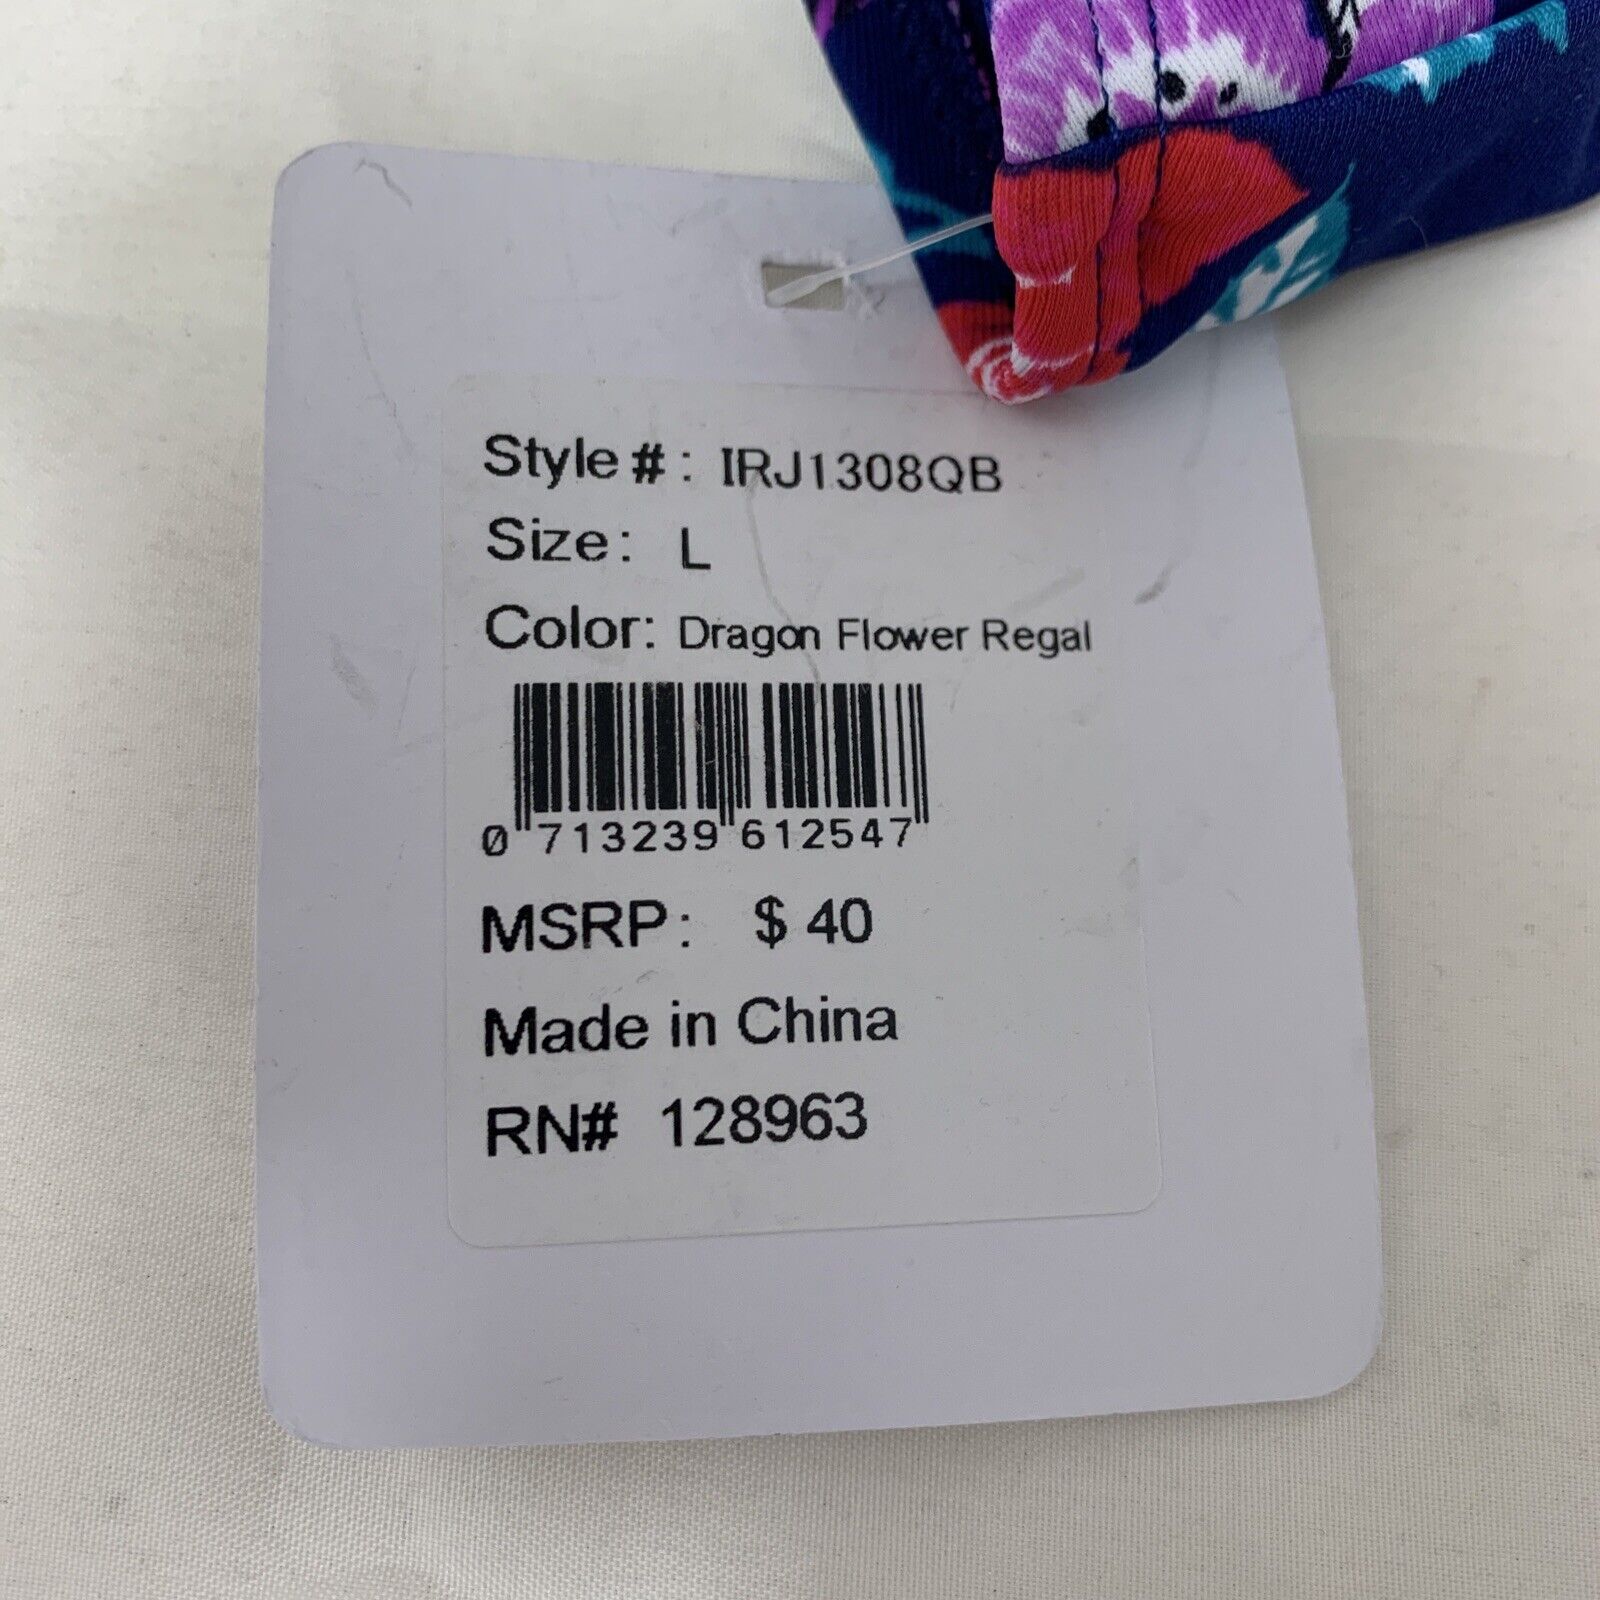 Style #: IRJ1308QB
Size: L
Color: Dragon Flower Regal
0 713239 612547
MSRP: $ 40
Made in China
RN# 128963